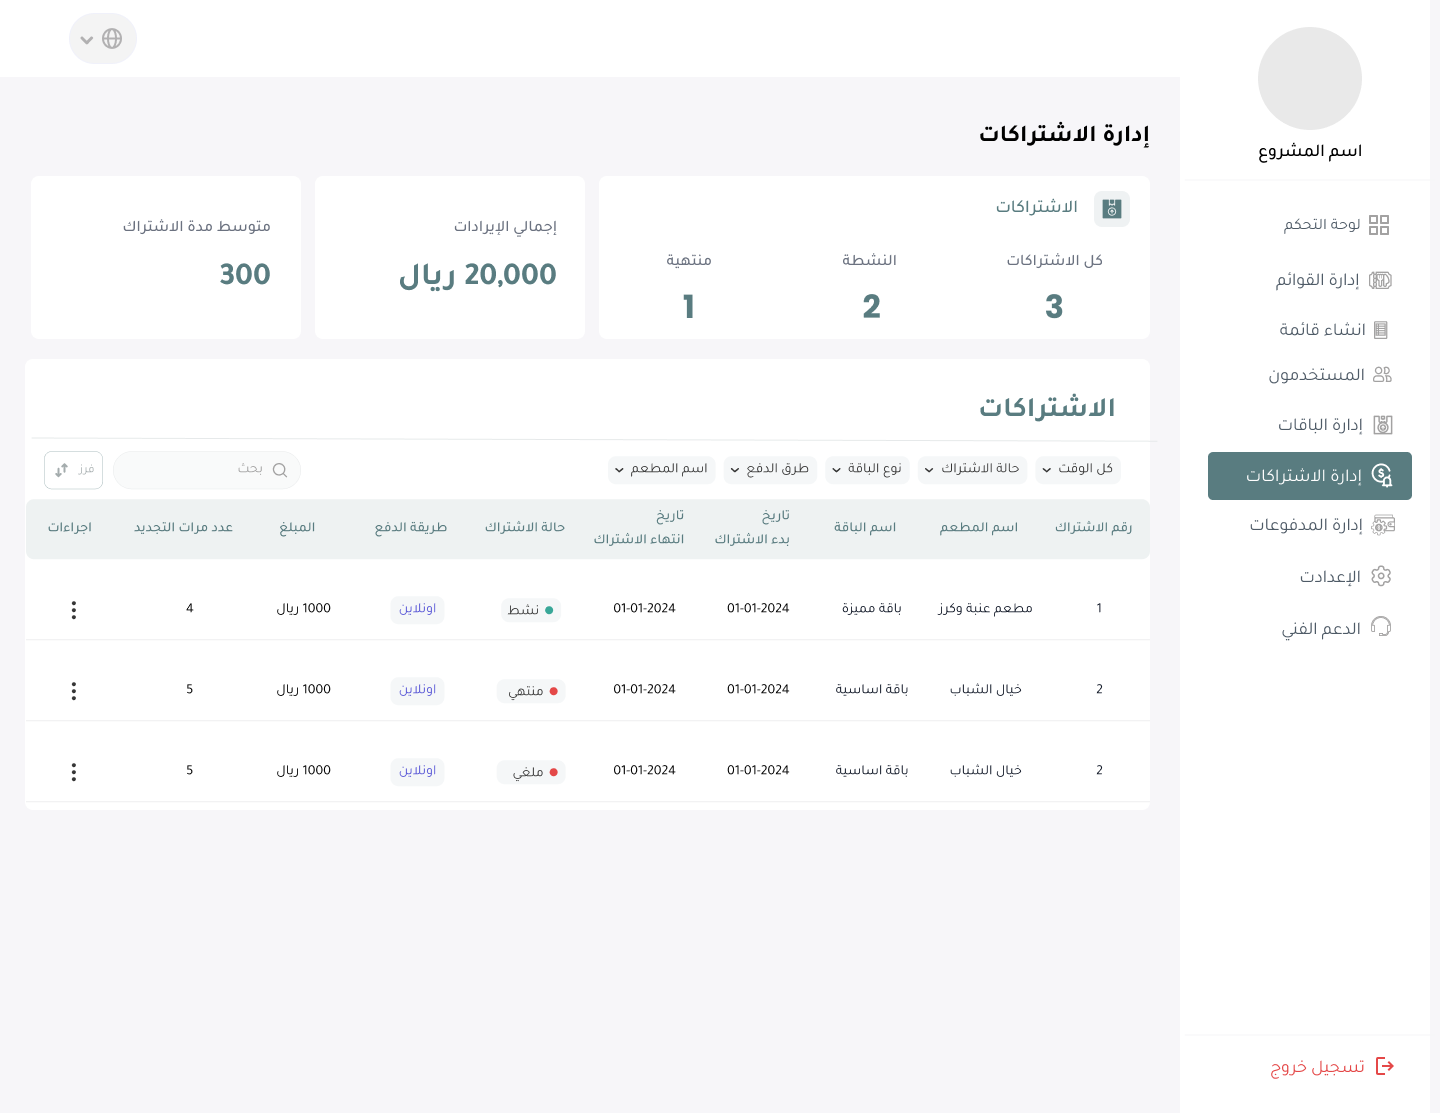 اسم المشروع
لوحة التحكم
إدارة القوائم
انشاء قائمة
المستخدمون
إدارة الباقات
إدارة الاشتراكات
إدارة المدفوعات
الإعدادت
الدعم الفني
تسجيل خروج
إدارة الاشتراكات
الاشتراكات
كل الاشتراكات النشطة منتهية
3 2 1
إجمالي الإيرادات
20,000 ريال
متوسط مدة الاشتراك
300
الاشتراكات
كل الوقت حالة الاشتراك نوع الباقة طرق الدفع اسم المطعم بحث فرز
رقم الاشتراك اسم المطعم اسم الباقة تاريخ بدء الاشتراك تاريخ انتهاء الاشتراك حالة الاشتراك طريقة الدفع المبلغ عدد مرات التجديد اجراءات
1 مطعم عنبة وكرز باقة مميزة 01-01-2024 01-01-2024 نشط اونلاين 1000 ريال 4
2 خيال الشباب باقة اساسية 01-01-2024 01-01-2024 منتهي اونلاين 1000 ريال 5
2 خيال الشباب باقة اساسية 01-01-2024 01-01-2024 ملغي اونلاين 1000 ريال 5